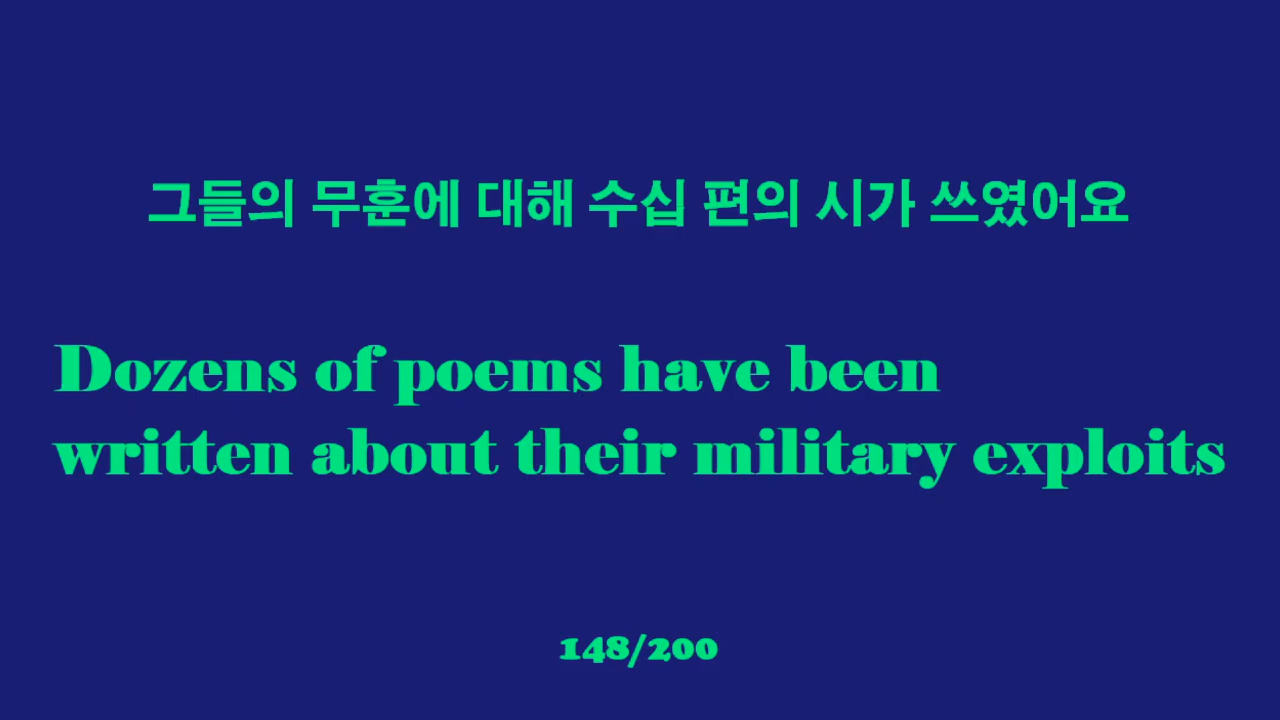 그들의 무훈에 대해 수십 편의 시가 쓰였어요
Dozens of poems have been
written about their military exploits
148/200